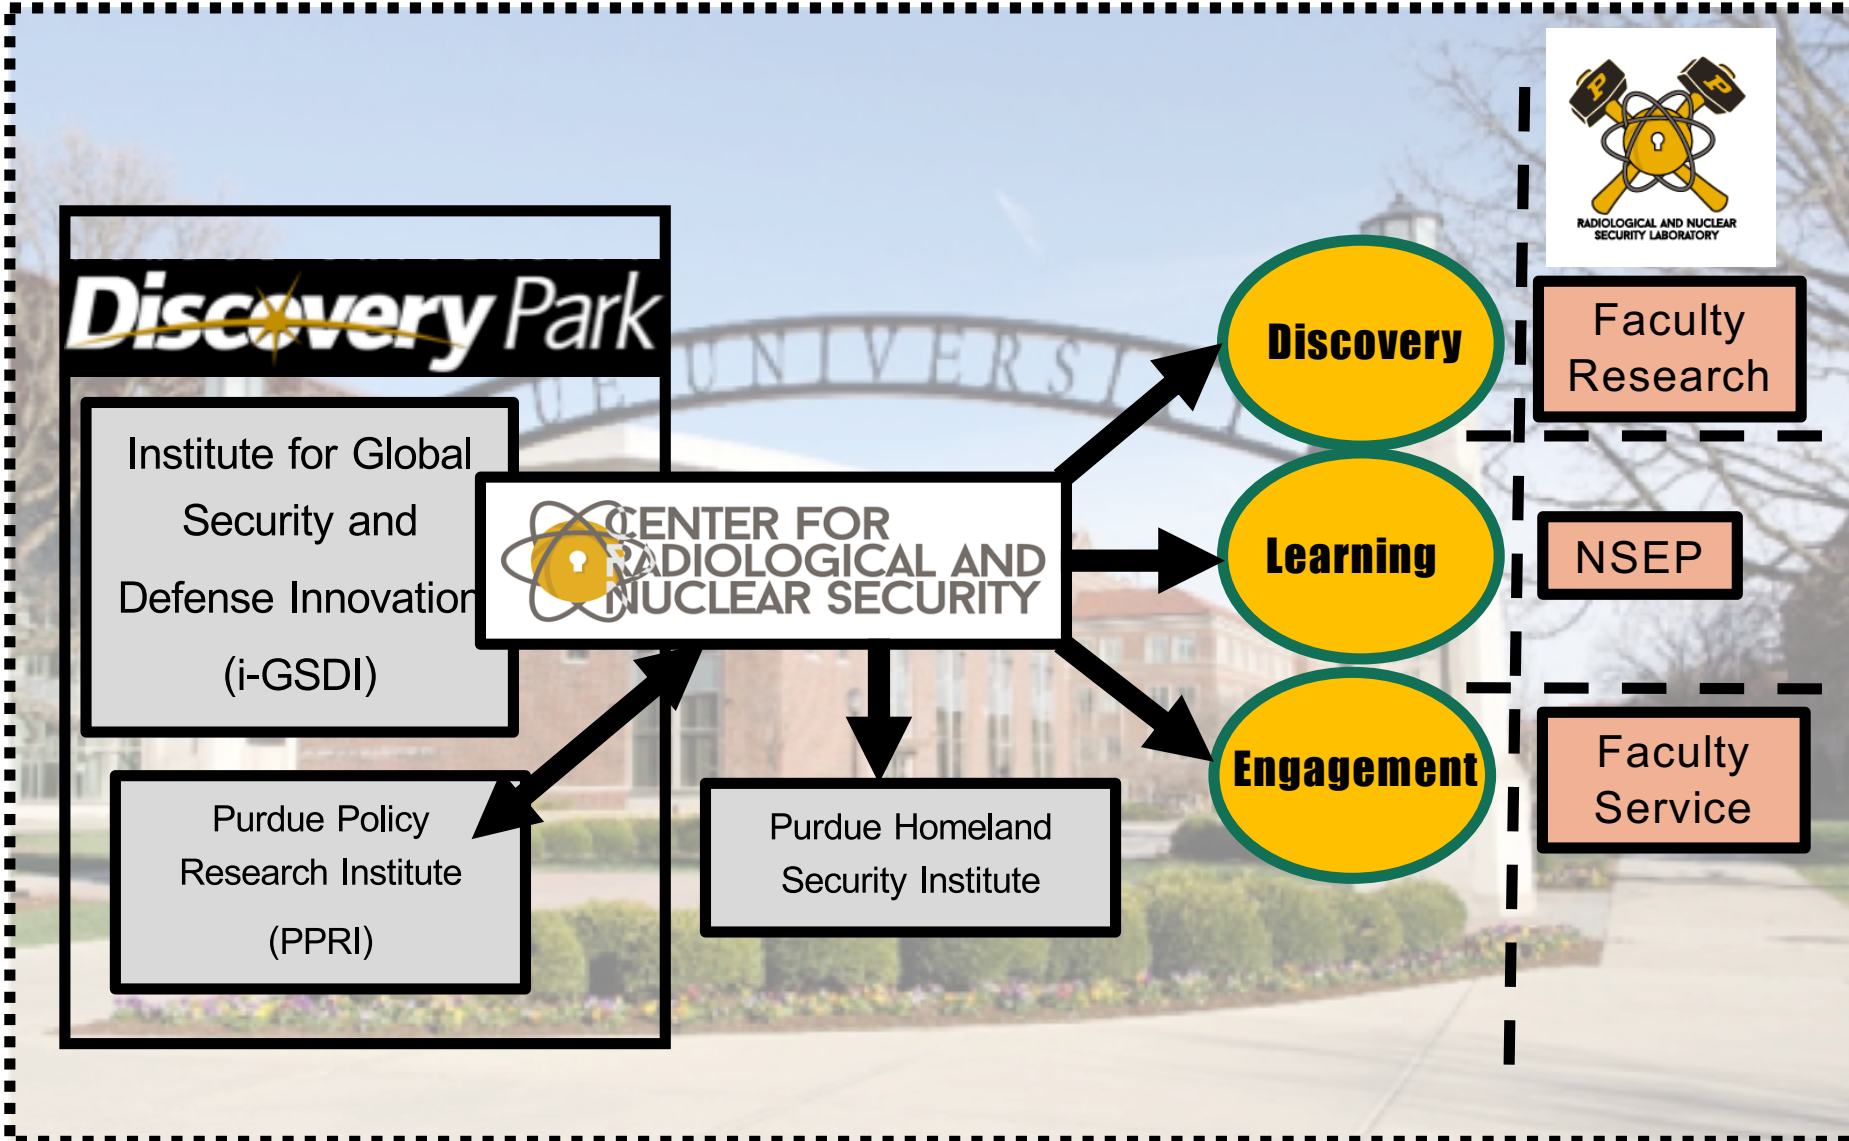 RADIOLOGICAL AND NUCLEAR
SECURITY LABORATORY
Discovery Park
UE UNIVERSI
Institute for Global
Security and
Defense Innovation
(i-GSDI)
CENTER FOR
RADIOLOGICAL AND
NUCLEAR SECURITY
Purdue Policy
Research Institute
(PPRI)
Purdue Homeland
Security Institute
Discovery
Learning
Engagement
Faculty
Research
NSEP
Faculty
Service
P
P